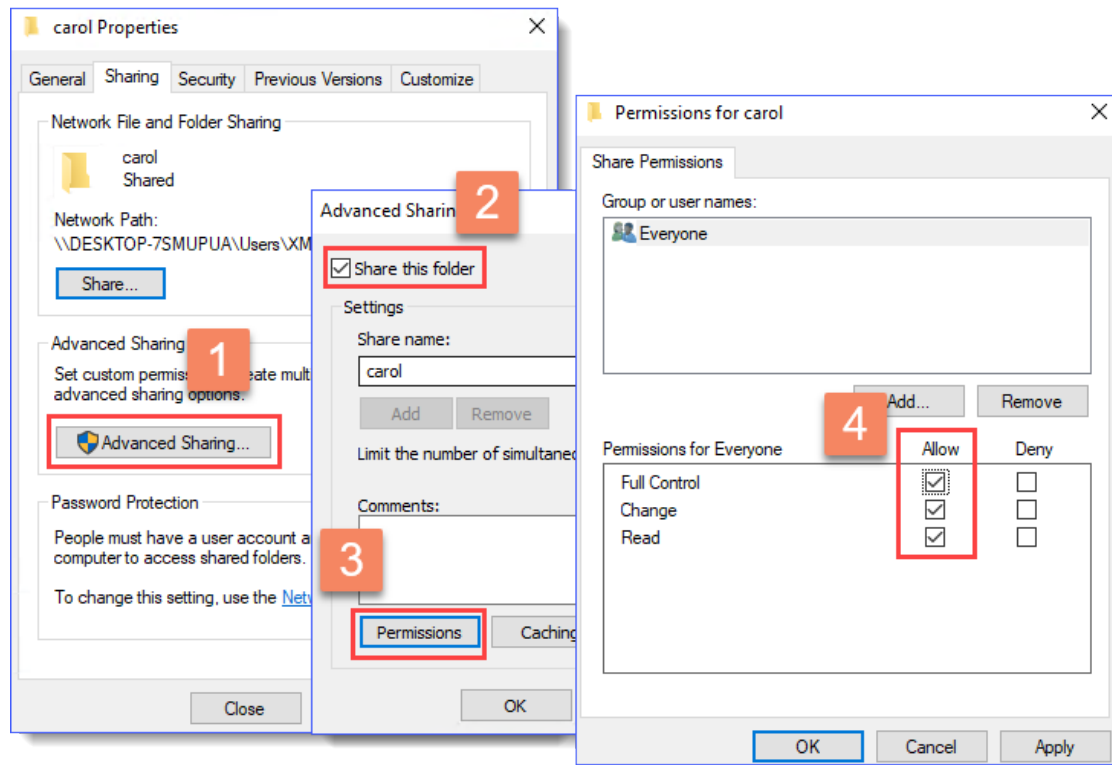 carol Properties
General Sharing Security Previous Versions Customize
Network File and Folder Sharing
carol
Shared
Network Path:
\\DESKTOP-7SMUPUA\Users\XM
Share...
Advanced Sharing
1
Set custom
advanced sharing options.
Advanced Sharing...
Password Protection
People must have a user account
computer to access shared folders.
To change this setting, use the
Close
Advanced
2
Share this folder
Settings
Share name:
carol
Add Remove
Limit the number of
Comments:
3
Permissions Caching
OK
Permissions for carol
Share Permissions
Group or user names:
Everyone
Add... Remove
4
Permissions for Everyone Allow Deny
Full Control
Change
Read
OK Cancel Apply